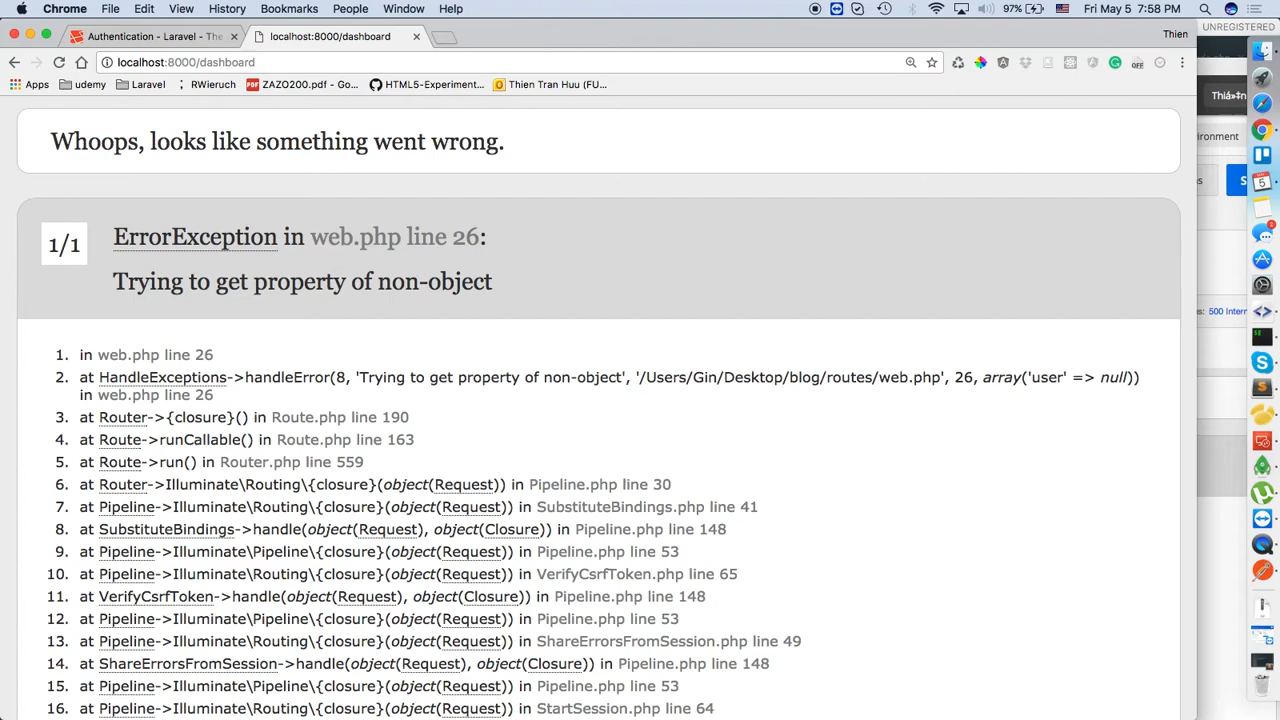 Chrome File Edit View History Bookmarks People Window Help 97% Fri May 5 7:58 PM
UNREGISTERED
Authentication - Laravel - The localhost:8000/dashboard Thien
localhost:8000/dashboard OFF
Apps udemy Laravel RWieruch PDF ZAZO200.pdf - Go... HTML5-Experiment... Thien Tran Huu (FU...
Thiá»‡n
ironment
Whoops, looks like something went wrong.
s S
1/1
ErrorException in web.php line 26:
Trying to get property of non-object
s: 500 Intern
1. in web.php line 26
2. at HandleExceptions->handleError(8, 'Trying to get property of non-object', '/Users/Gin/Desktop/blog/routes/web.php', 26, array('user' => null))
in web.php line 26
3. at Router->{closure}() in Route.php line 190
4. at Route->runCallable() in Route.php line 163
5. at Route->run() in Router.php line 559
6. at Router->Illuminate\Routing\{closure}(object(Request)) in Pipeline.php line 30
7. at Pipeline->Illuminate\Routing\{closure}(object(Request)) in SubstituteBindings.php line 41
8. at SubstituteBindings->handle(object(Request), object(Closure)) in Pipeline.php line 148
9. at Pipeline->Illuminate\Pipeline\{closure}(object(Request)) in Pipeline.php line 53
10. at Pipeline->Illuminate\Routing\{closure}(object(Request)) in VerifyCsrfToken.php line 65
11. at VerifyCsrfToken->handle(object(Request), object(Closure)) in Pipeline.php line 148
12. at Pipeline->Illuminate\Pipeline\{closure}(object(Request)) in Pipeline.php line 53
13. at Pipeline->Illuminate\Routing\{closure}(object(Request)) in ShareErrorsFromSession.php line 49
14. at ShareErrorsFromSession->handle(object(Request), object(Closure)) in Pipeline.php line 148
15. at Pipeline->Illuminate\Pipeline\{closure}(object(Request)) in Pipeline.php line 53
16. at Pipeline->Illuminate\Routing\{closure}(object(Request)) in StartSession.php line 64